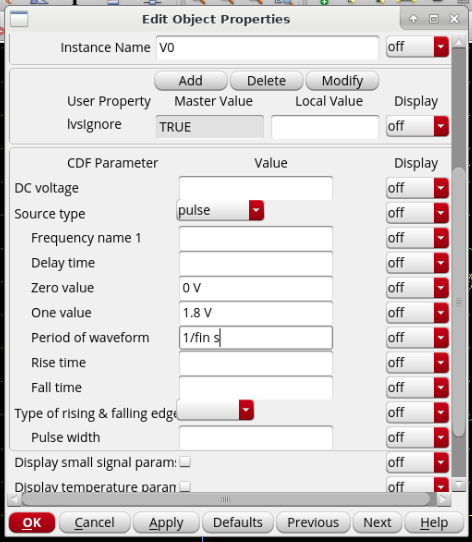 Edit Object Properties
Instance Name V0 off
Add Delete Modify
User Property Master Value Local Value Display
lvsIgnore TRUE off
CDF Parameter Value Display
DC voltage off
Source type pulse off
Frequency name 1 off
Delay time off
Zero value 0 V off
One value 1.8 V off
Period of waveform 1/fin s off
Rise time off
Fall time off
Type of rising & falling edge off
Pulse width off
Display small signal params off
Display temperature param off
OK Cancel Apply Defaults Previous Next Help